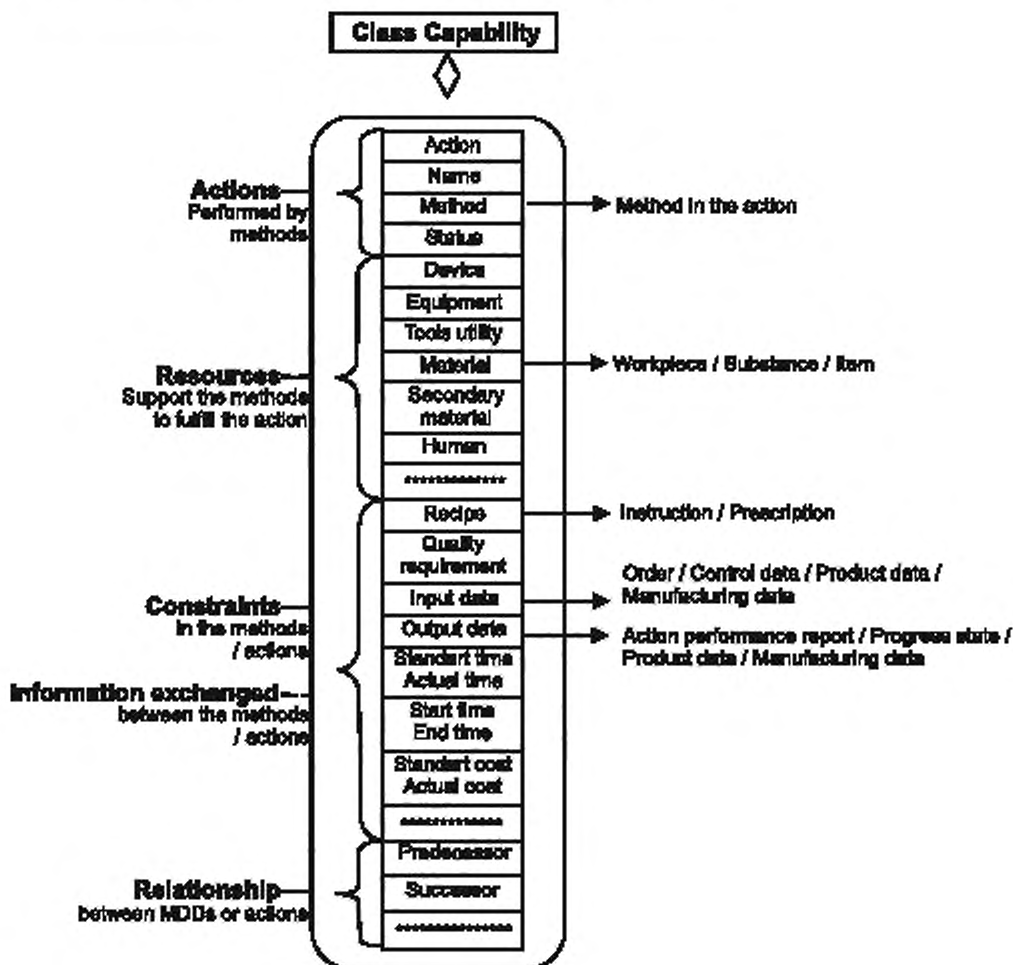 Class Capability
Action
Name
Method
Status
Device
Equipment
Tools utility
Material
Secondary
material
Human
*************
Recipe
Quality
requirement
Input data
Output data
Standart time
Actual time
Start time
End time
Standart cost
Actual cost
*************
Predecessor
Successor
***************
Actions
Performed by
methods
Resources
Support the methods
to fulfill the action
Constraints
in the methods
/ actions
Information exchanged
between the methods
/ actions
Relationship
between MDDs or actions
Method in the action
Workpiece / Substance / Item
Instruction / Prescription
Order / Control data / Product data /
Manufacturing data
Action performance report / Progress state /
Product data / Manufacturing data